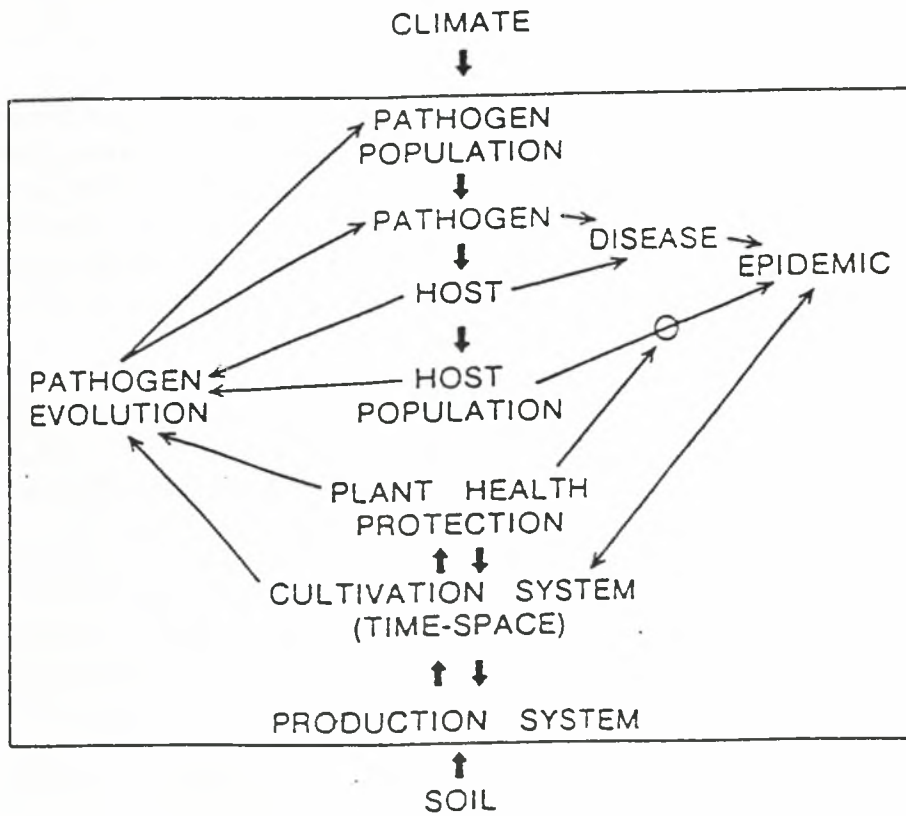 CLIMATE
PATHOGEN
POPULATION
PATHOGEN
DISEASE
EPIDEMIC
HOST
PATHOGEN
EVOLUTION
HOST
POPULATION
PLANT HEALTH
PROTECTION
CULTIVATION SYSTEM
(TIME-SPACE)
PRODUCTION SYSTEM
SOIL